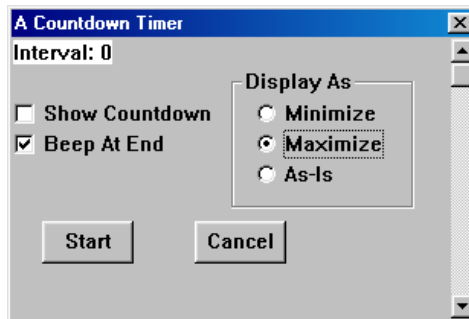 A Countdown Timer
Interval: 0
Display As
Show Countdown
Minimize
Beep At End
Maximize
As-Is
Start
Cancel